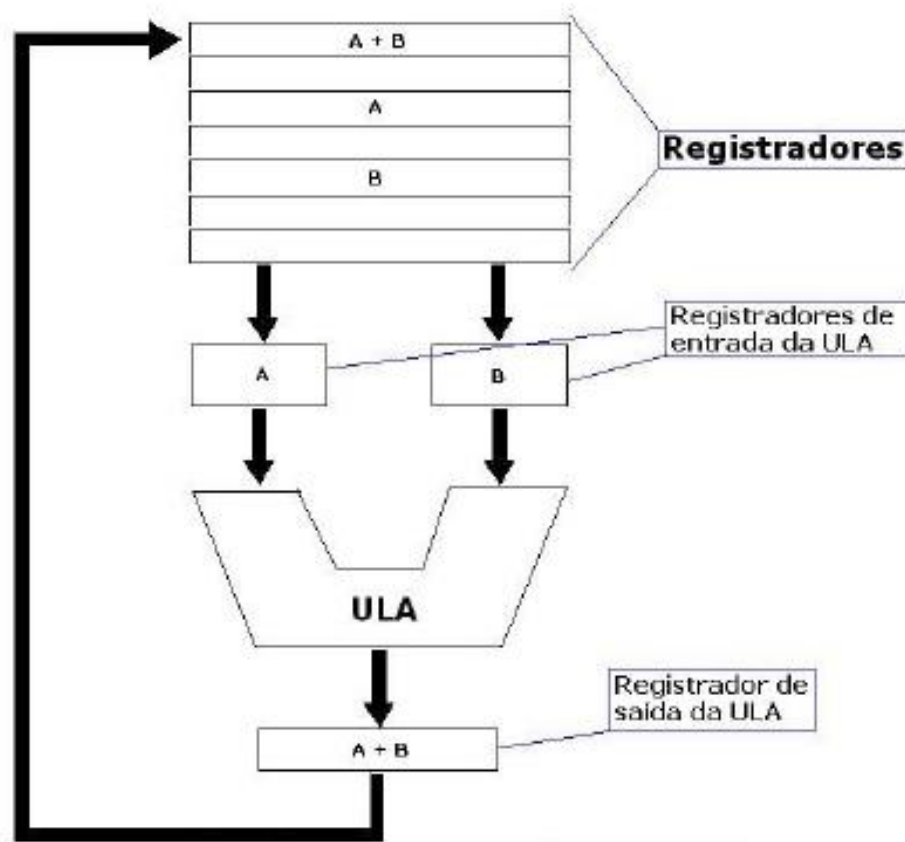 A + B
A
Registradores
B
Registradores de
entrada da ULA
A
B
ULA
Registrador de
saída da ULA
A + B